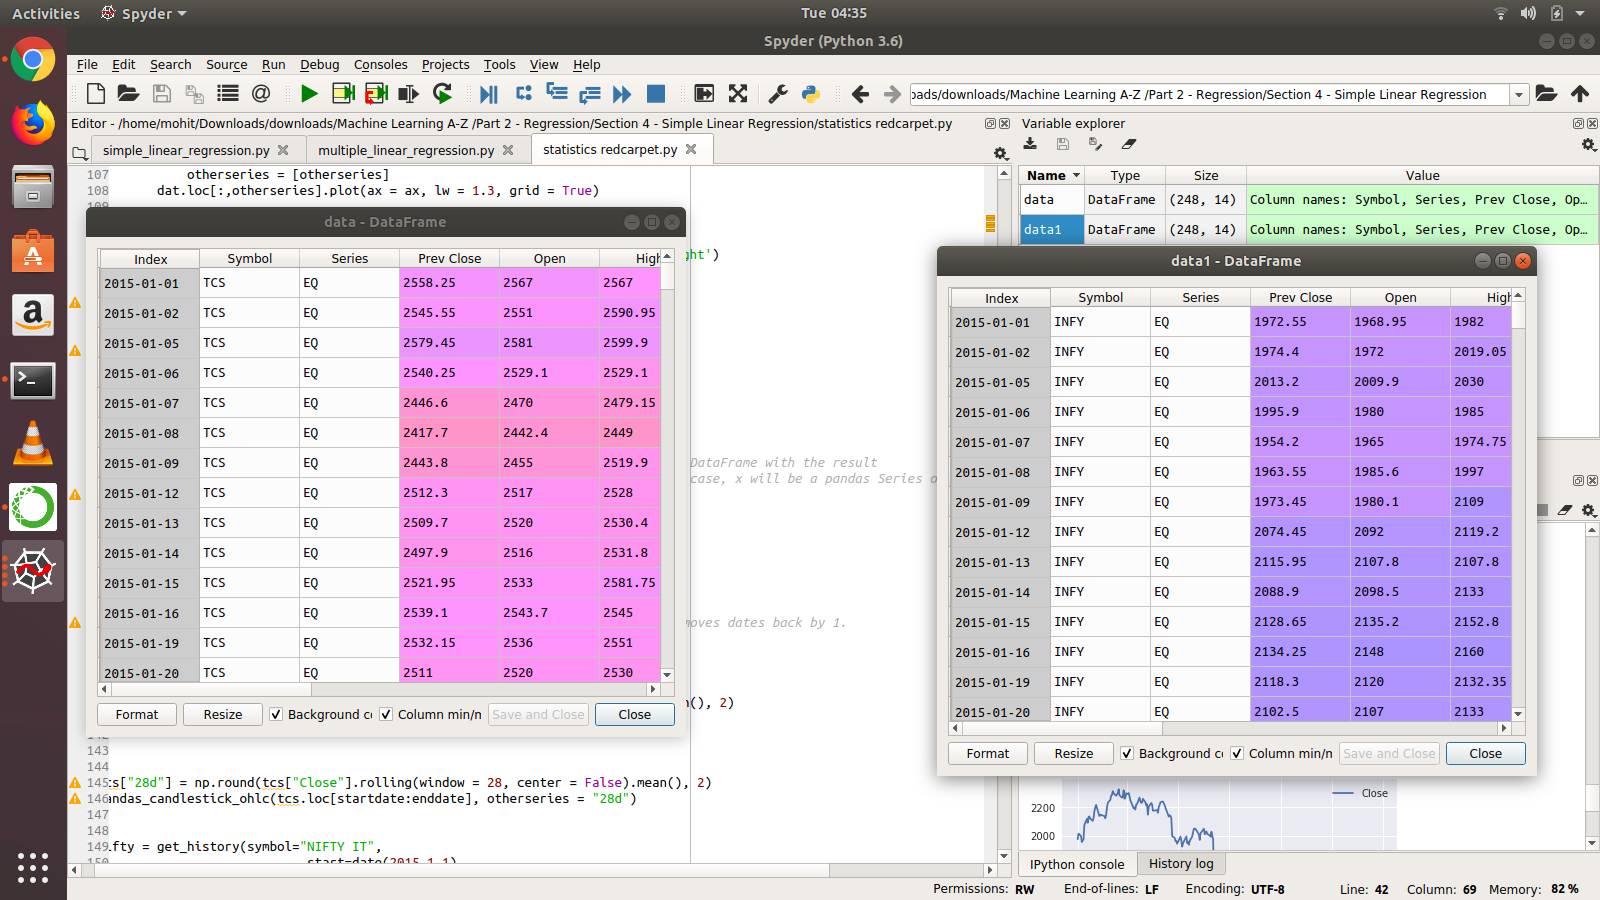 Activities Spyder Tue 04:35
Spyder (Python 3.6)
File Edit Search Source Run Debug Consoles Projects Tools View Help
oads/downloads/Machine Learning A-Z /Part 2 - Regression/Section 4 - Simple Linear Regression
Editor - /home/mohit/Downloads/downloads/Machine Learning A-Z /Part 2 - Regression/Section 4 - Simple Linear Regression/statistics redcarpet.py
simple_linear_regression.py multiple_linear_regression.py statistics redcarpet.py
107 otherseries = [otherseries]
108 dat.loc[:,otherseries].plot(ax = ax, lw = 1.3, grid = True)
109
ght')
DataFrame with the result
case, x will be a pandas Series o
moves dates back by 1.
n(), 2)
data - DataFrame
Index Symbol Series Prev Close Open High
2015-01-01 TCS EQ 2558.25 2567 2567
2015-01-02 TCS EQ 2545.55 2551 2590.95
2015-01-05 TCS EQ 2579.45 2581 2599.9
2015-01-06 TCS EQ 2540.25 2529.1 2529.1
2015-01-07 TCS EQ 2446.6 2470 2479.15
2015-01-08 TCS EQ 2417.7 2442.4 2449
2015-01-09 TCS EQ 2443.8 2455 2519.9
2015-01-12 TCS EQ 2512.3 2517 2528
2015-01-13 TCS EQ 2509.7 2520 2530.4
2015-01-14 TCS EQ 2497.9 2516 2531.8
2015-01-15 TCS EQ 2521.95 2533 2581.75
2015-01-16 TCS EQ 2539.1 2543.7 2545
2015-01-19 TCS EQ 2532.15 2536 2551
2015-01-20 TCS EQ 2511 2520 2530
Format Resize Background co Column min/n Save and Close Close
142
143
144
145 cs["28d"] = np.round(tcs["Close"].rolling(window = 28, center = False).mean(), 2)
146 andas_candlestick_ohlc(tcs.loc[startdate:enddate], otherseries = "28d")
147
148
149 ifty = get_history(symbol="NIFTY IT",
150 start=date(2015,1,1),
Variable explorer
Name Type Size Value
data DataFrame (248, 14) Column names: Symbol, Series, Prev Close, Op...
data1 DataFrame (248, 14) Column names: Symbol, Series, Prev Close, Op...
data1 - DataFrame
Index Symbol Series Prev Close Open High
2015-01-01 INFY EQ 1972.55 1968.95 1982
2015-01-02 INFY EQ 1974.4 1972 2019.05
2015-01-05 INFY EQ 2013.2 2009.9 2030
2015-01-06 INFY EQ 1995.9 1980 1985
2015-01-07 INFY EQ 1954.2 1965 1974.75
2015-01-08 INFY EQ 1963.55 1985.6 1997
2015-01-09 INFY EQ 1973.45 1980.1 2109
2015-01-12 INFY EQ 2074.45 2092 2119.2
2015-01-13 INFY EQ 2115.95 2107.8 2107.8
2015-01-14 INFY EQ 2088.9 2098.5 2133
2015-01-15 INFY EQ 2128.65 2135.2 2152.8
2015-01-16 INFY EQ 2134.25 2148 2160
2015-01-19 INFY EQ 2118.3 2120 2132.35
2015-01-20 INFY EQ 2102.5 2107 2133
Format Resize Background co Column min/n Save and Close Close
Close
2200
2000
IPython console History log
Permissions: RW End-of-lines: LF Encoding: UTF-8 Line: 42 Column: 69 Memory: 82 %